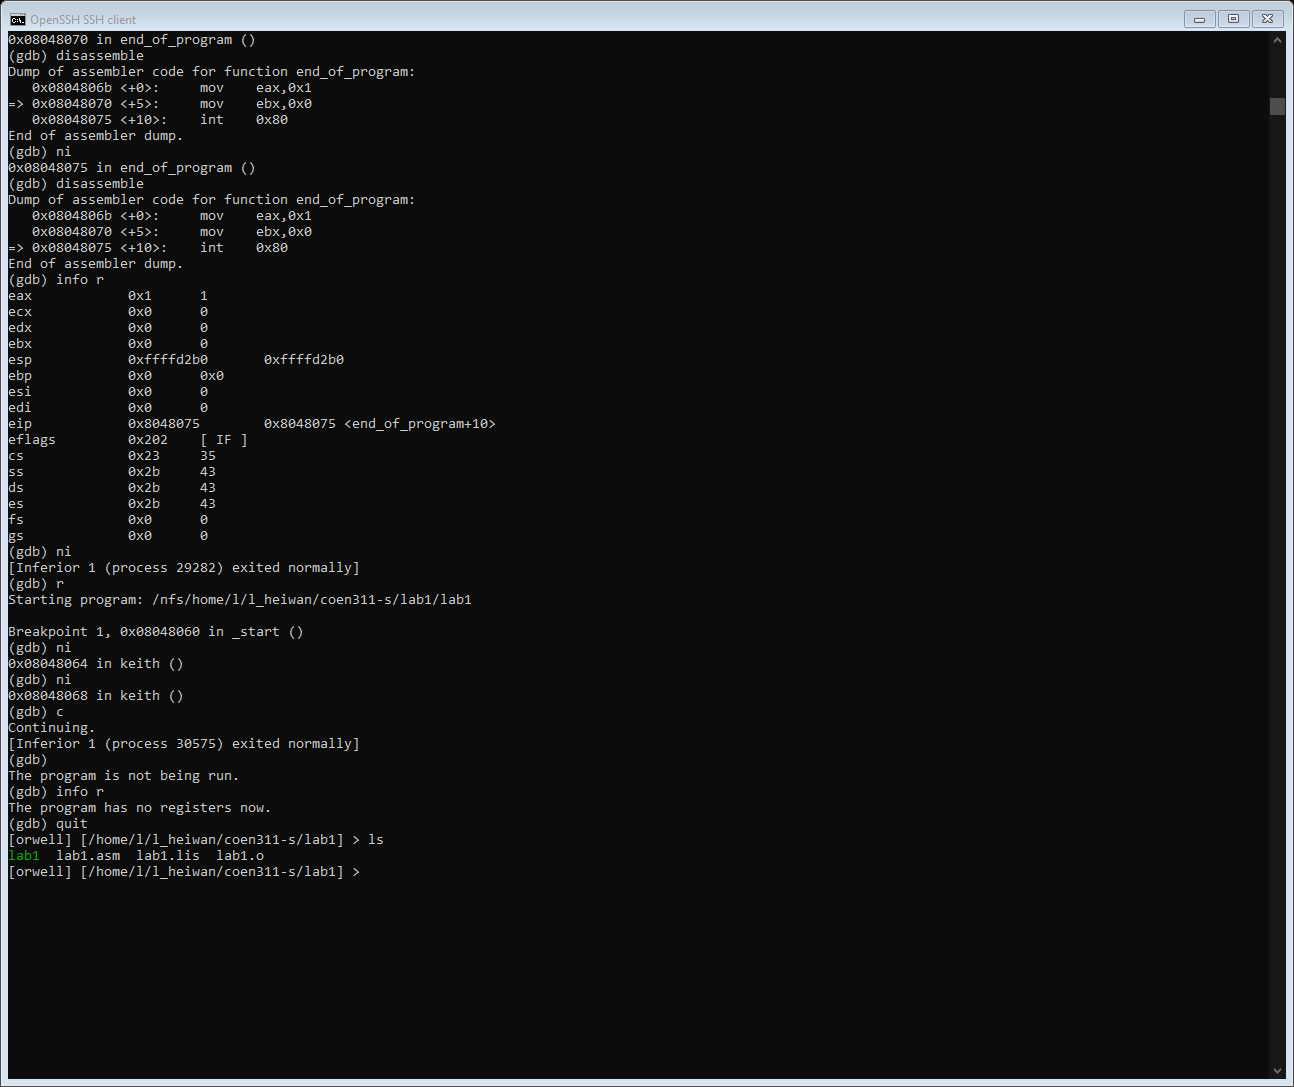 OpenSSH SSH client
0x08048070 in end_of_program ()
(gdb) disassemble
Dump of assembler code for function end_of_program:
   0x0804806b <+0>:     mov    eax,0x1
=> 0x08048070 <+5>:     mov    ebx,0x0
   0x08048075 <+10>:    int    0x80
End of assembler dump.
(gdb) ni
0x08048075 in end_of_program ()
(gdb) disassemble
Dump of assembler code for function end_of_program:
   0x0804806b <+0>:     mov    eax,0x1
   0x08048070 <+5>:     mov    ebx,0x0
=> 0x08048075 <+10>:    int    0x80
End of assembler dump.
(gdb) info r
eax            0x1      1
ecx            0x0      0
edx            0x0      0
ebx            0x0      0
esp            0xffffd2b0       0xffffd2b0
ebp            0x0      0x0
esi            0x0      0
edi            0x0      0
eip            0x8048075        0x8048075 <end_of_program+10>
eflags         0x202    [ IF ]
cs             0x23     35
ss             0x2b     43
ds             0x2b     43
es             0x2b     43
fs             0x0      0
gs             0x0      0
(gdb) ni
[Inferior 1 (process 29282) exited normally]
(gdb) r
Starting program: /nfs/home/l/l_heiwan/coen311-s/lab1/lab1
Breakpoint 1, 0x08048060 in _start ()
(gdb) ni
0x08048064 in keith ()
(gdb) ni
0x08048068 in keith ()
(gdb) c
Continuing.
[Inferior 1 (process 30575) exited normally]
(gdb)
The program is not being run.
(gdb) info r
The program has no registers now.
(gdb) quit
[orwell] [/home/l/l_heiwan/coen311-s/lab1] > ls
lab1  lab1.asm  lab1.lis  lab1.o
[orwell] [/home/l/l_heiwan/coen311-s/lab1] >